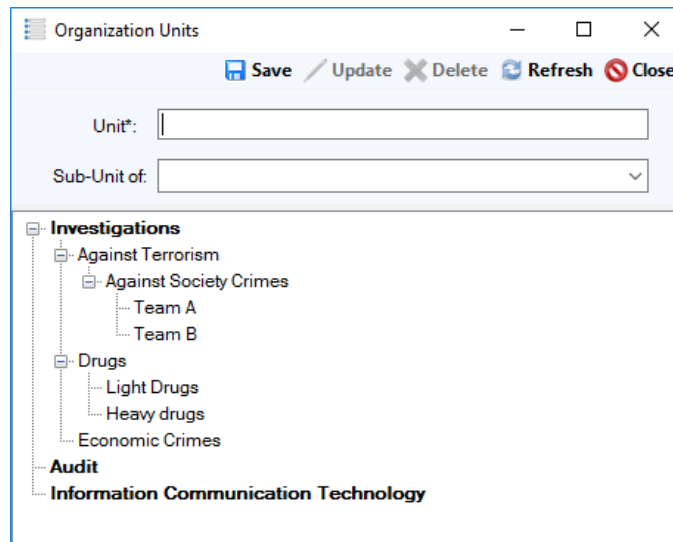 Organization Units
Save Update Delete Refresh Close
Unit*:
Sub-Unit of:
Investigations
Against Terrorism
Against Society Crimes
Team A
Team B
Drugs
Light Drugs
Heavy drugs
Economic Crimes
Audit
Information Communication Technology